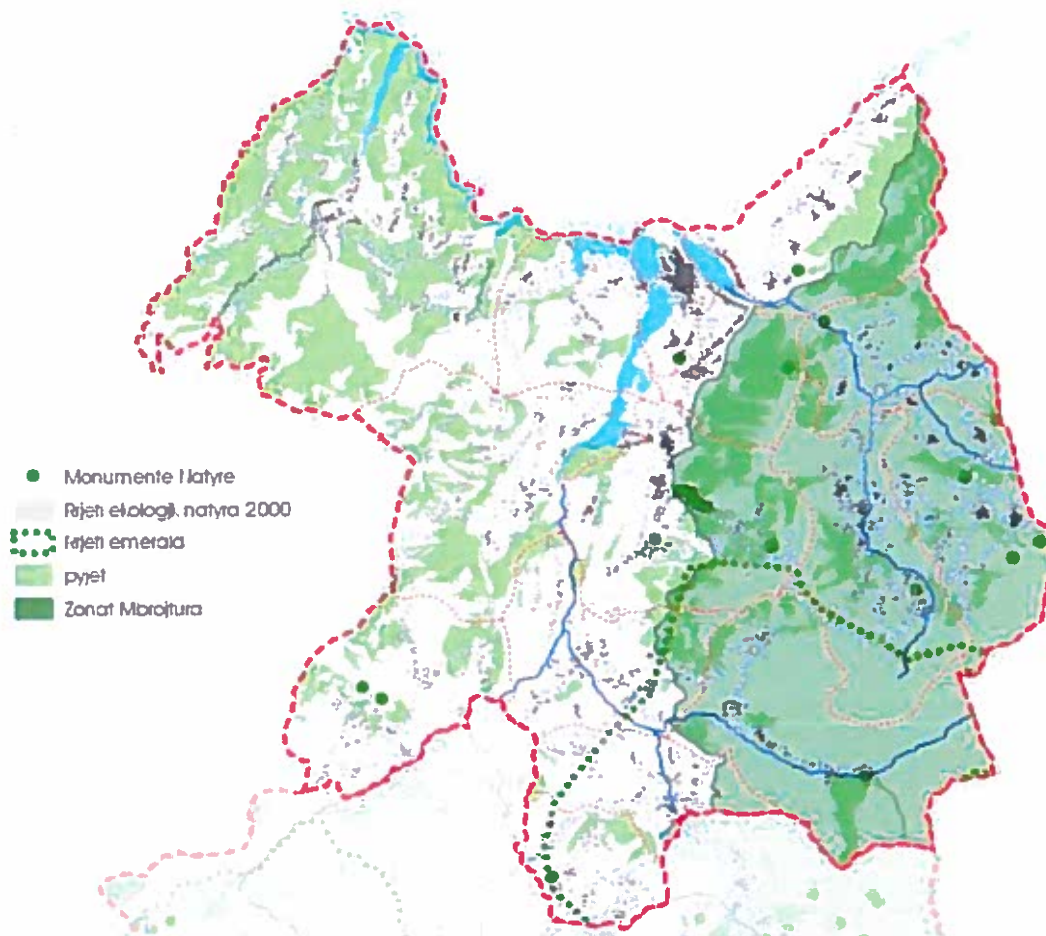 Monumente Natyre
Rrjeti ekologjik natyra 2000
Rrjeti emerald
pyjet
Zonat Mbrojtura